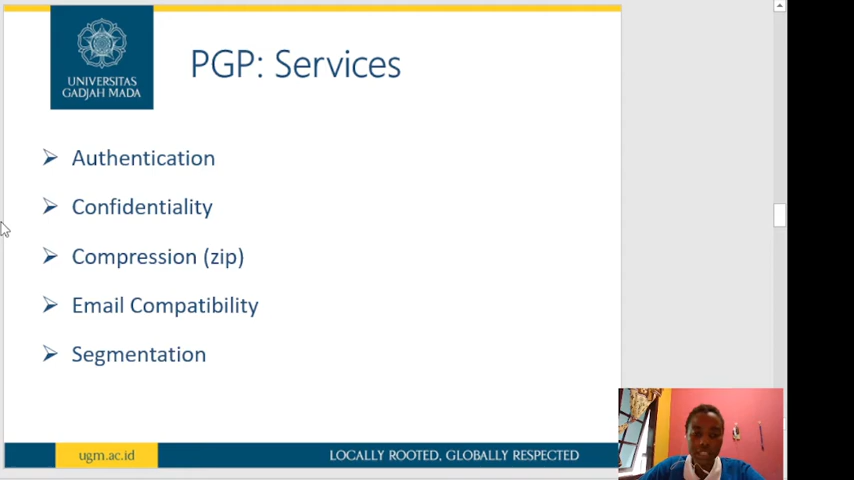 UNIVERSITAS
GADJAH MADA
PGP: Services
Authentication
Confidentiality
Compression (zip)
Email Compatibility
Segmentation
ugm.ac.id
LOCALLY ROOTED, GLOBALLY RESPECTED